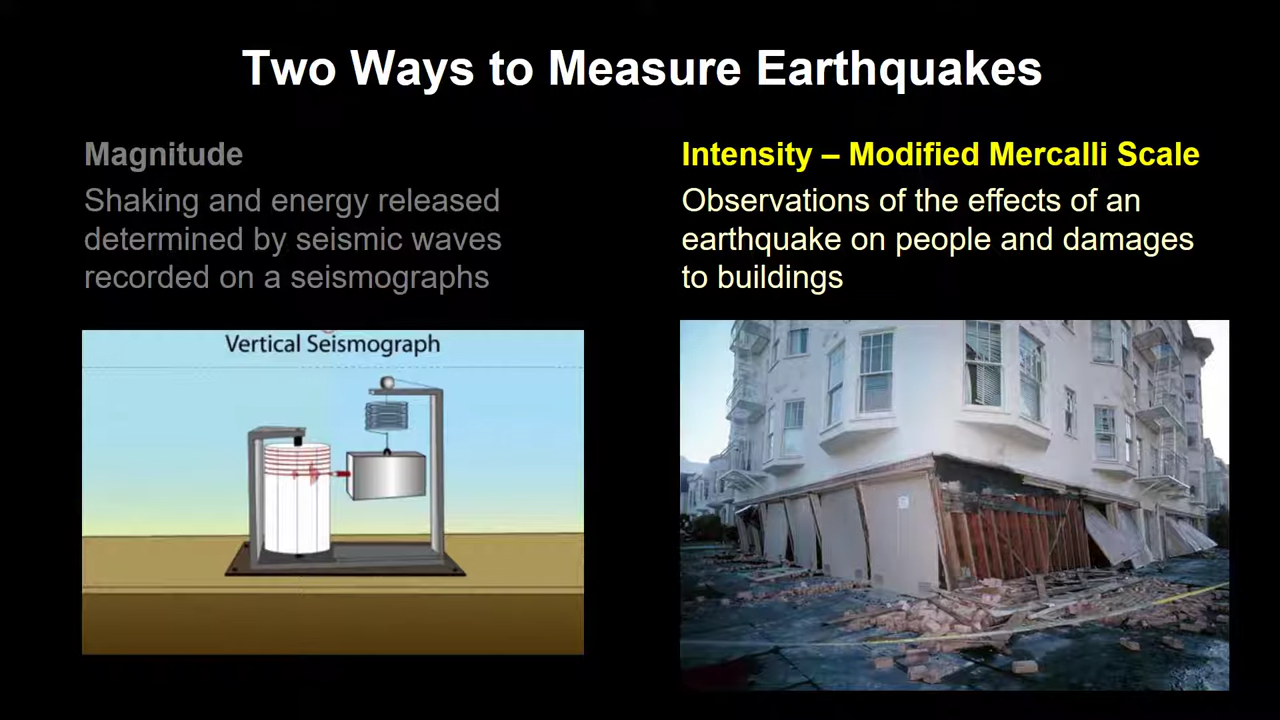 Two Ways to Measure Earthquakes
Magnitude
Shaking and energy released
determined by seismic waves
recorded on a seismographs
Intensity – Modified Mercalli Scale
Observations of the effects of an
earthquake on people and damages
to buildings
Vertical Seismograph